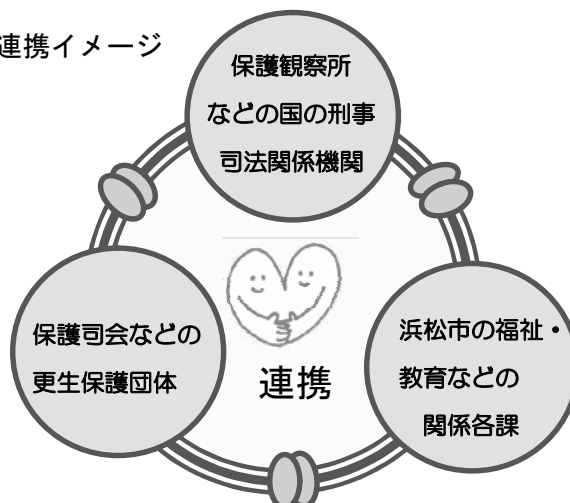 連携イメージ
保護観察所
などの国の刑事
司法関係機関
保護司会などの
更生保護団体
連携
浜松市の福祉・
教育などの
関係各課